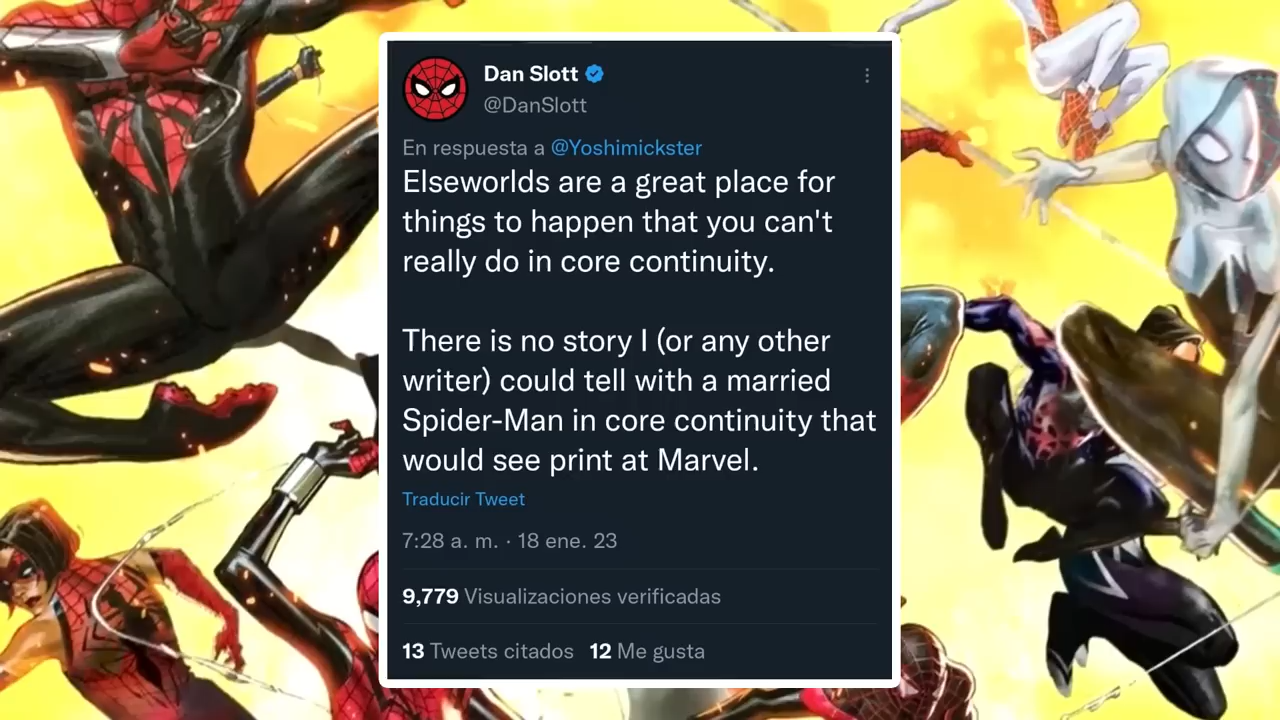 Dan Slott
@DanSlott
En respuesta a @Yoshimickster
Elseworlds are a great place for
things to happen that you can't
really do in core continuity.
There is no story I (or any other
writer) could tell with a married
Spider-Man in core continuity that
would see print at Marvel.
Traducir Tweet
7:28 a. m. · 18 ene. 23
9,779 Visualizaciones verificadas
13 Tweets citados 12 Me gusta